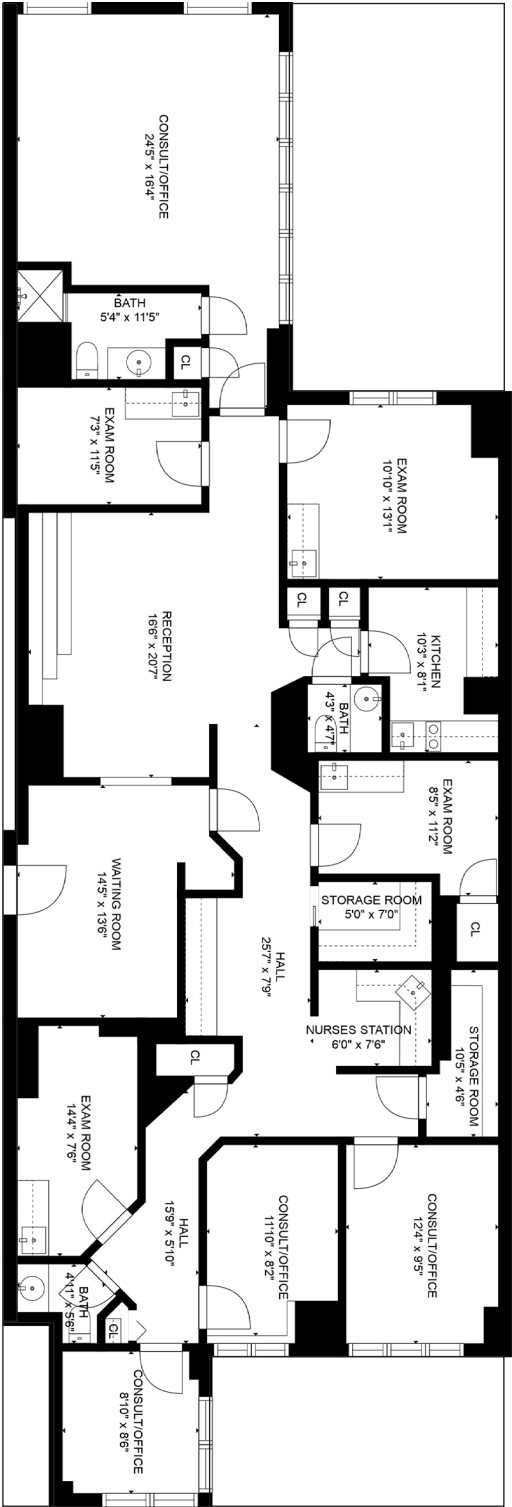 CONSULT/OFFICE
24'5" x 16'4"
BATH
5'4" x 11'5"
CL
EXAM ROOM
7'3" x 11'5"
EXAM ROOM
10'10" x 13'1"
CL
CL
KITCHEN
10'3" x 8'1"
RECEPTION
16'6" x 20'7"
BATH
4'3" x 4'7"
EXAM ROOM
8'5" x 11'2"
WAITING ROOM
14'5" x 13'6"
STORAGE ROOM
5'0" x 7'0"
CL
HALL
25'7" x 7'9"
NURSES STATION
6'0" x 7'6"
STORAGE ROOM
10'5" x 4'6"
CL
EXAM ROOM
14'4" x 7'6"
HALL
15'9" x 5'10"
CONSULT/OFFICE
11'10" x 8'2"
CONSULT/OFFICE
12'4" x 9'5"
BATH
4'11" x 5'6"
CL
CONSULT/OFFICE
8'10" x 8'6"